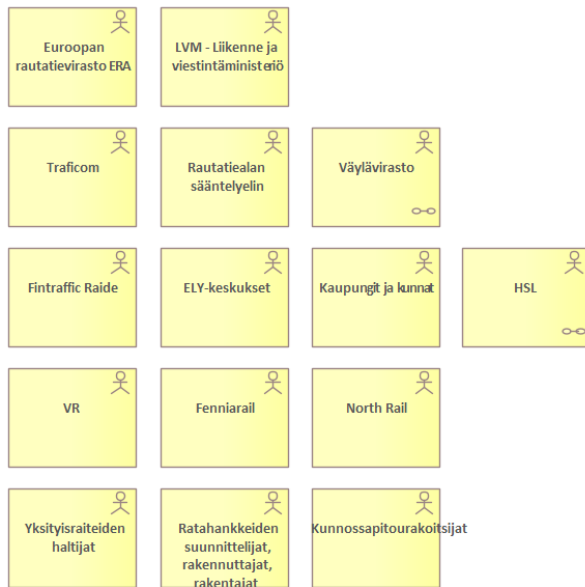 Euroopan
rautatievirasto ERA
LVM - Liikenne ja
viestintäministeriö
Traficom
Rautatiealan
sääntelyelin
Väylävirasto
Fintraffic Raide
ELY-keskukset
Kaupungit ja kunnat
HSL
VR
Fenniarail
North Rail
Yksityisraiteiden
haltijat
Ratahankkeiden
suunnittelijat,
rakennuttajat,
rakentajat
Kunnossapitourakoitsijat